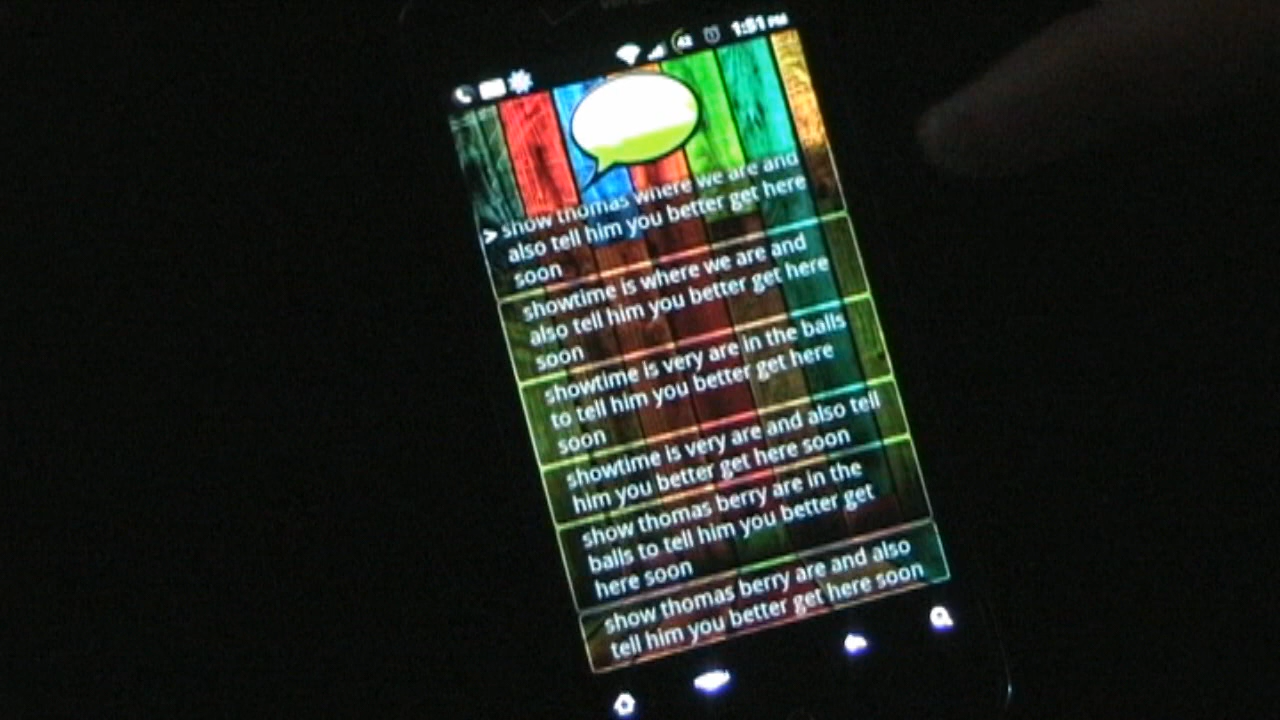 42 1:51 PM
show thomas where we are and
> also tell him you better get here
soon
showtime is where we are and
also tell him you better get here
soon
showtime is very are in the balls
to tell him you better get here
soon
showtime is very are and also tell
him you better get here soon
show thomas berry are in the
balls to tell him you better get
here soon
show thomas berry are and also
tell him you better get here soon